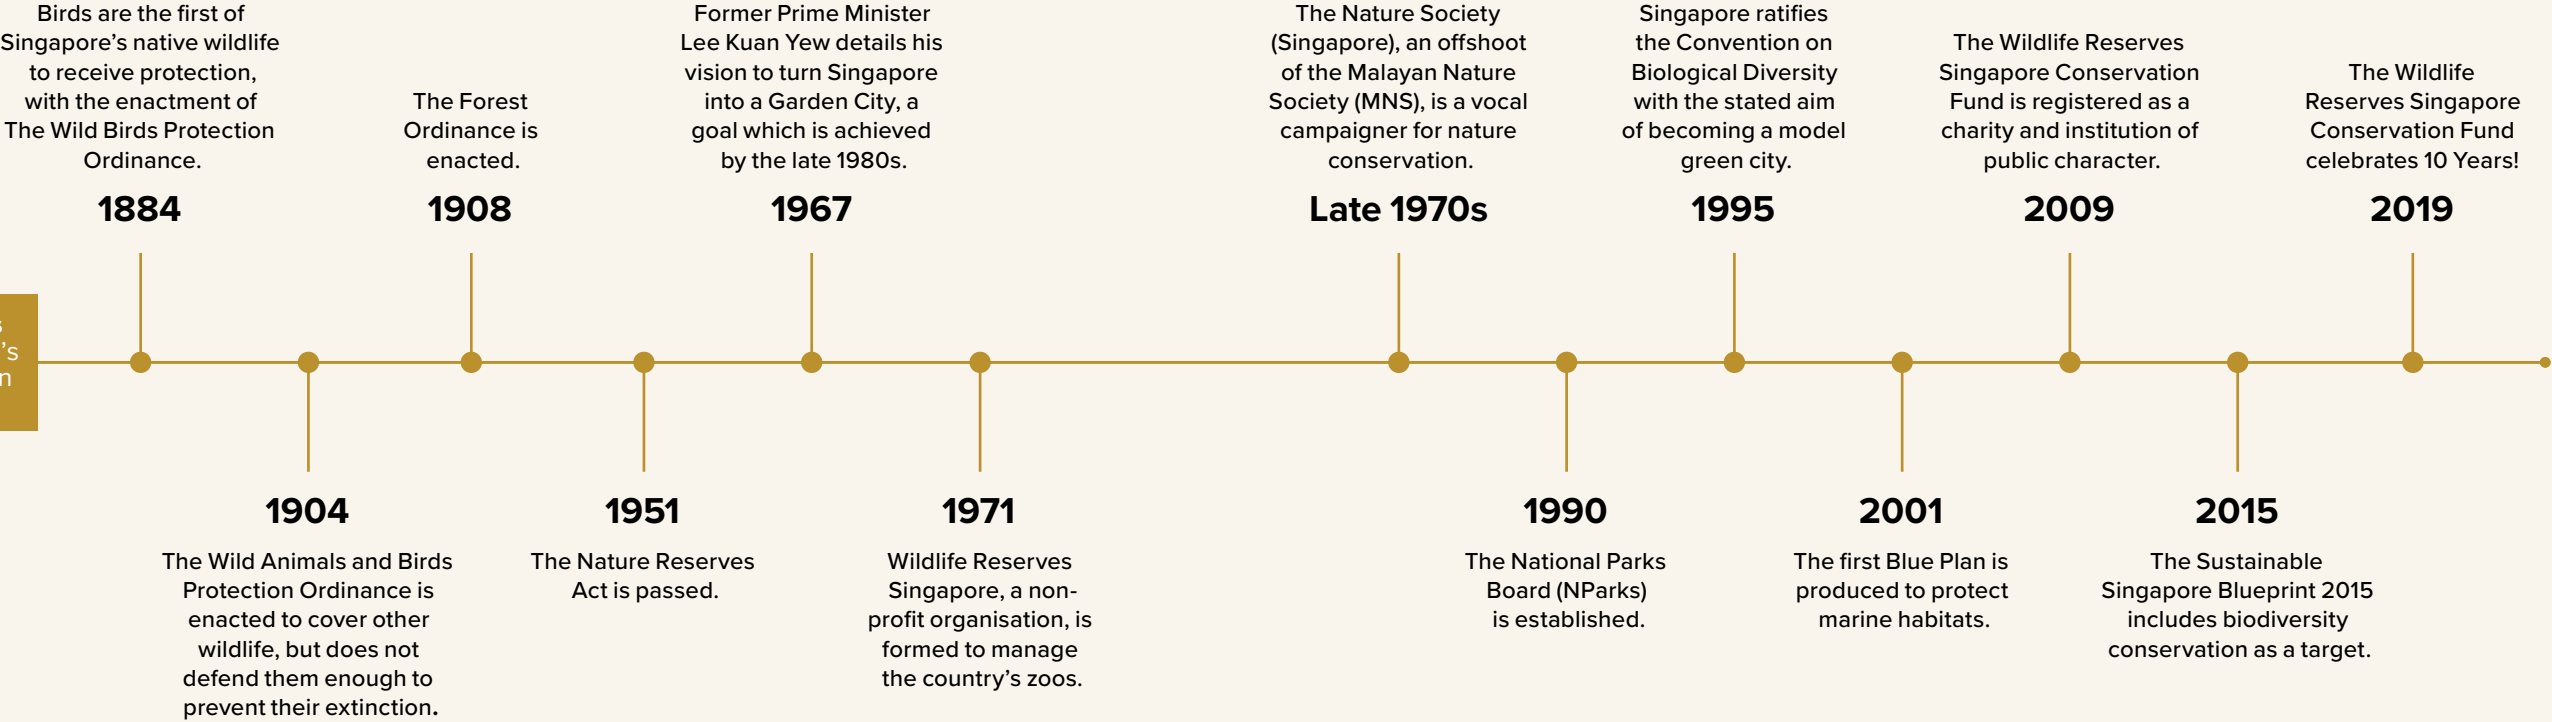 Birds are the first of
Singapore’s native wildlife
to receive protection,
with the enactment of
The Wild Birds Protection
Ordinance.
1884
The Forest
Ordinance is
enacted.
1908
Former Prime Minister
Lee Kuan Yew details his
vision to turn Singapore
into a Garden City, a
goal which is achieved
by the late 1980s.
1967
The Nature Society
(Singapore), an offshoot
of the Malayan Nature
Society (MNS), is a vocal
campaigner for nature
conservation.
Late 1970s
Singapore ratifies
the Convention on
Biological Diversity
with the stated aim
of becoming a model
green city.
1995
The Wildlife Reserves
Singapore Conservation
Fund is registered as a
charity and institution of
public character.
2009
The Wildlife
Reserves Singapore
Conservation Fund
celebrates 10 Years!
2019
1904
The Wild Animals and Birds
Protection Ordinance is
enacted to cover other
wildlife, but does not
defend them enough to
prevent their extinction.
1951
The Nature Reserves
Act is passed.
1971
Wildlife Reserves
Singapore, a non-
profit organisation, is
formed to manage
the country’s zoos.
1990
The National Parks
Board (NParks)
is established.
2001
The first Blue Plan is
produced to protect
marine habitats.
2015
The Sustainable
Singapore Blueprint 2015
includes biodiversity
conservation as a target.